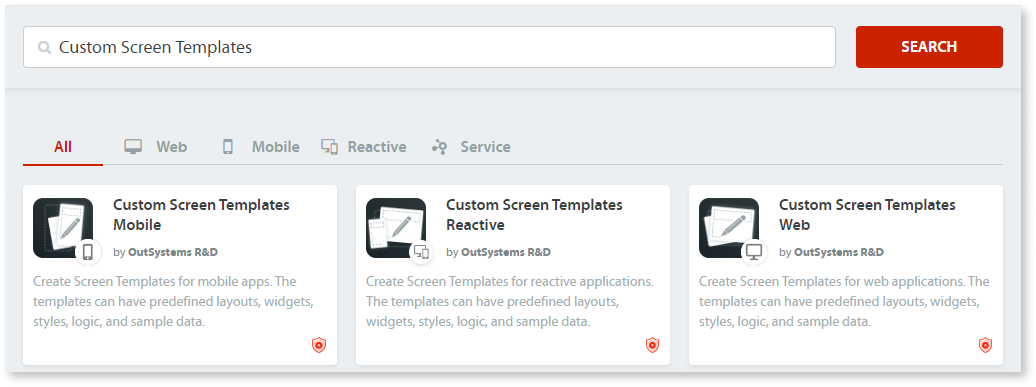 Custom Screen Templates
SEARCH
All
Web
Mobile
Reactive
Service
Custom Screen Templates
Mobile
by OutSystems R&D
Create Screen Templates for mobile apps. The
templates can have predefined layouts, widgets,
styles, logic, and sample data.
Custom Screen Templates
Reactive
by OutSystems R&D
Create Screen Templates for reactive applications.
The templates can have predefined layouts,
widgets, styles, logic, and sample data.
Custom Screen Templates
Web
by OutSystems R&D
Create Screen Templates for web applications. The
templates can have predefined layouts, widgets,
styles, logic, and sample data.